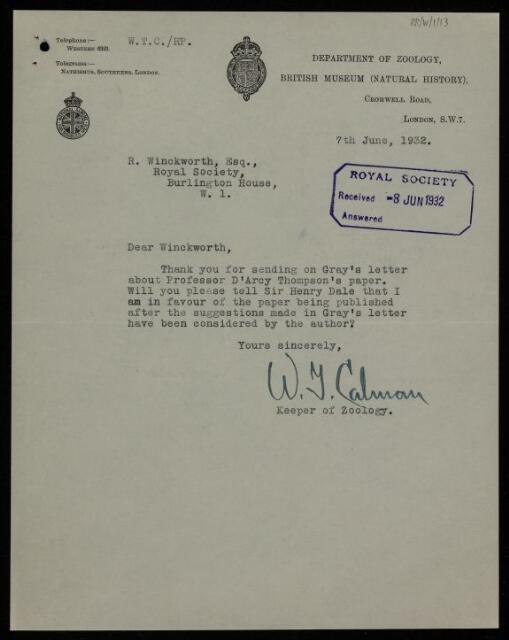 RR/W/1/13
Telephone:—
Western 6321.
W.T.C./RP.
Telegrams:—
Nathismus, Southkens, London.
DEPARTMENT OF ZOOLOGY,
BRITISH MUSEUM (NATURAL HISTORY),
Cromwell Road,
London, S.W.7.
7th June, 1932.
R. Winckworth, Esq.,
Royal Society,
Burlington House,
W. 1.
ROYAL SOCIETY
Received -8 JUN 1932
Answered
Dear Winckworth,
Thank you for sending on Gray's letter
about Professor D'Arcy Thompson's paper.
Will you please tell Sir Henry Dale that I
am in favour of the paper being published
after the suggestions made in Gray's letter
have been considered by the author?
Yours sincerely,
W. T. Calman
Keeper of Zoology.